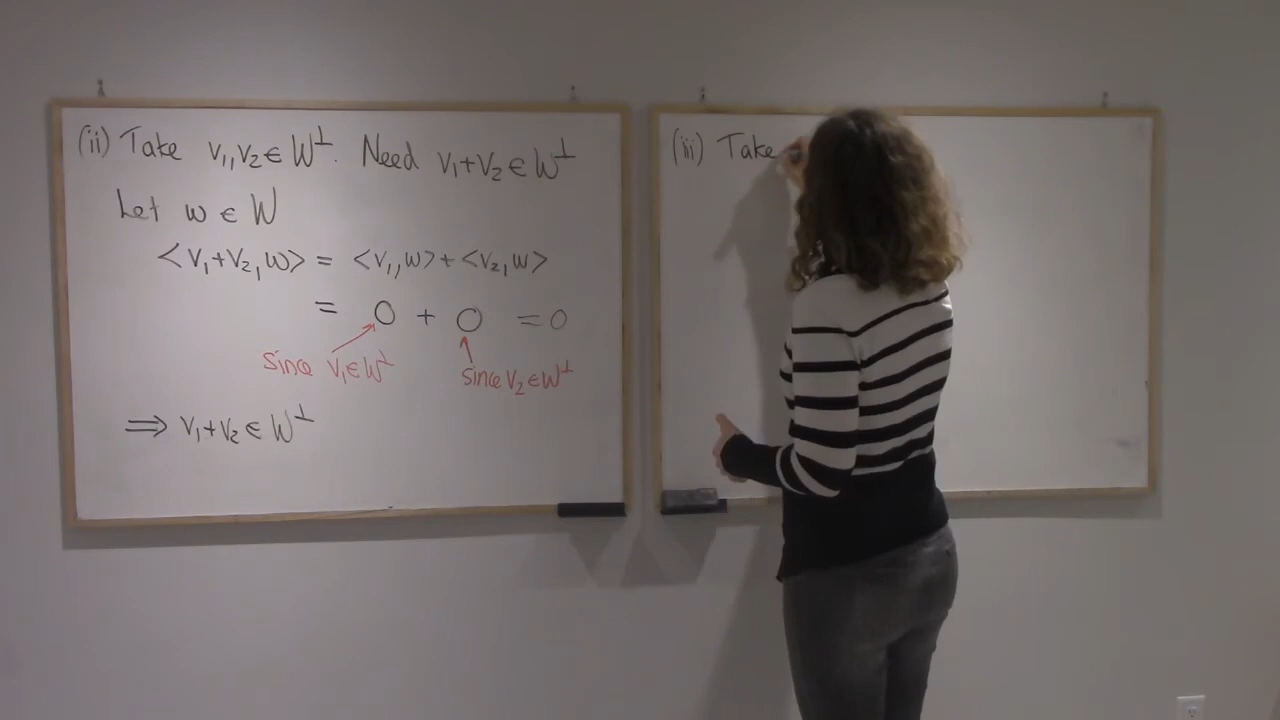 (ii) Take v₁,v₂ ∈ W^⊥. Need v₁+v₂ ∈ W^⊥
Let w ∈ W
<v₁+v₂,w> = <v₁,w>+<v₂,w>
= 0 + 0 = 0
since v₁∈W^⊥
since v₂∈W^⊥
⇒ v₁+v₂ ∈ W^⊥
(iii) Take